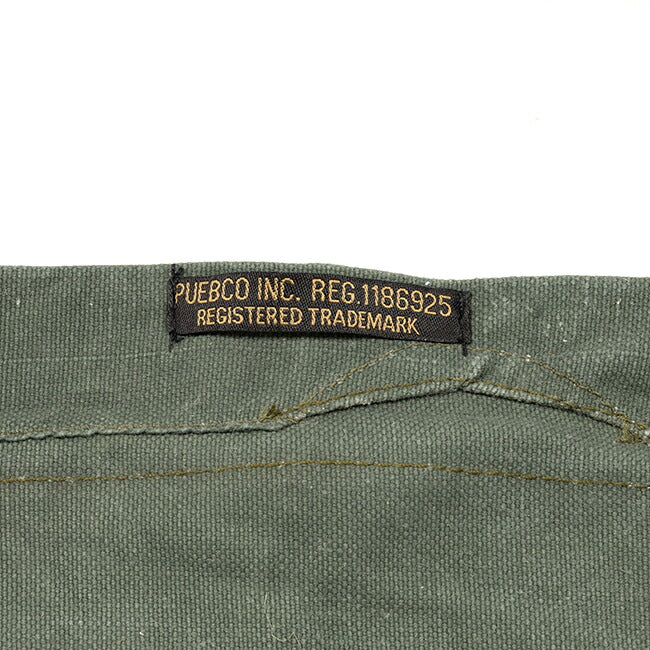 PUEBCO INC. REG.1186925
REGISTERED TRADEMARK